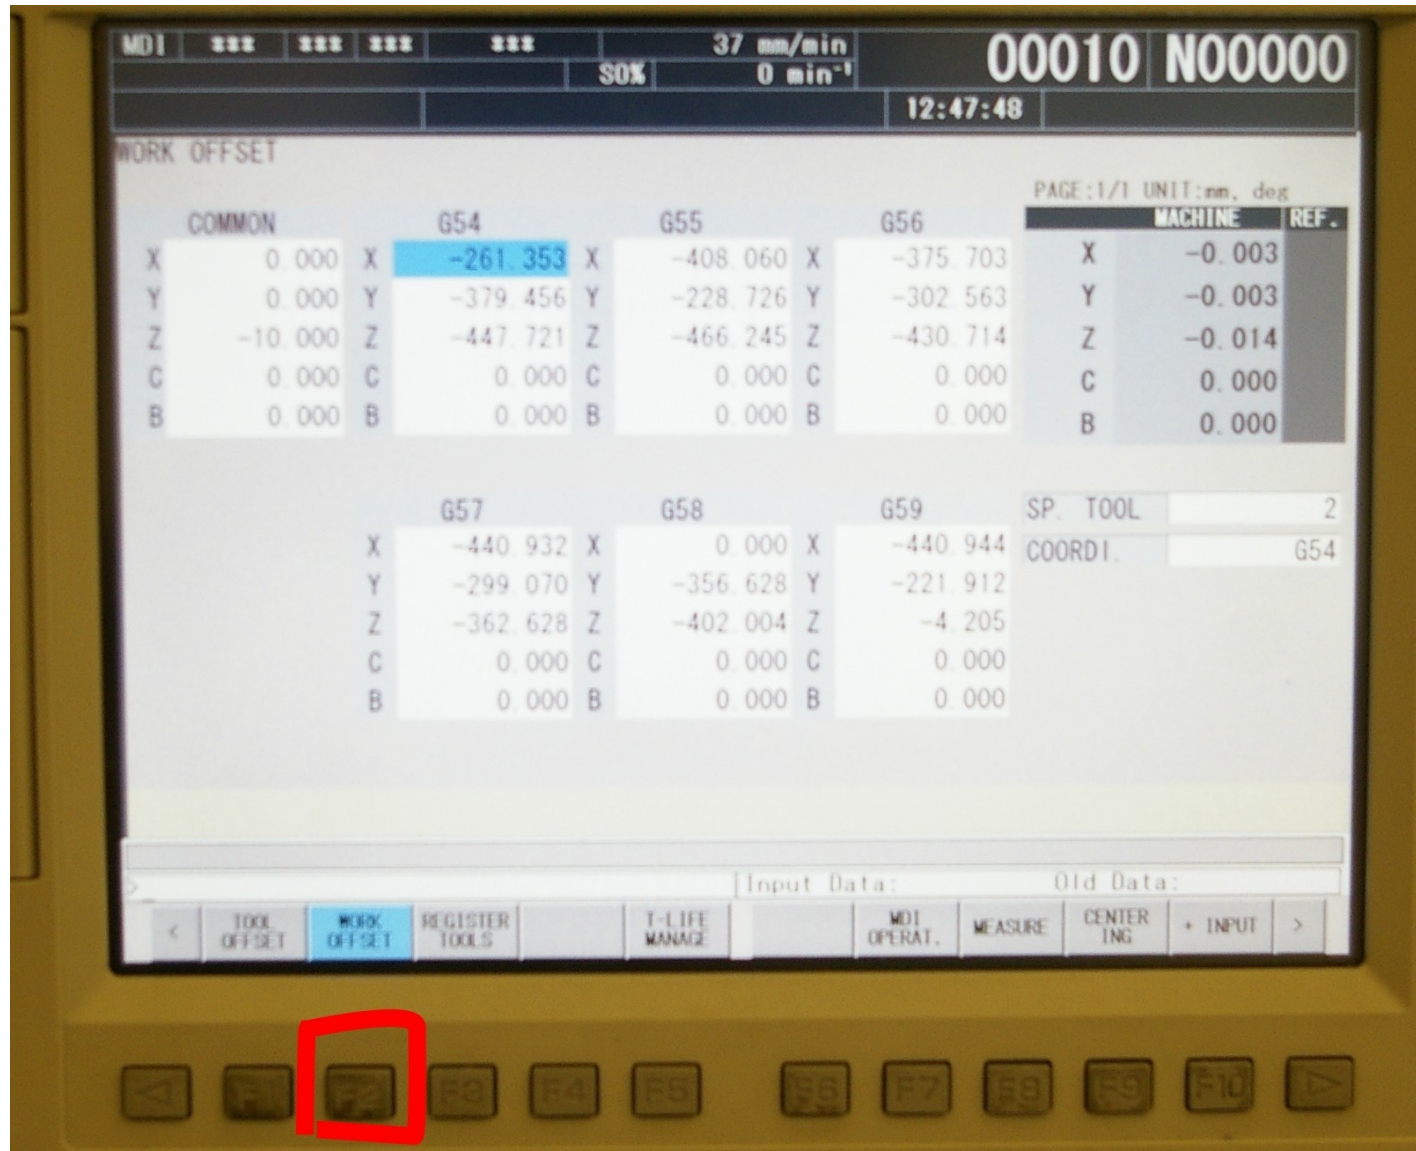 MDI *** *** *** *** 37 mm/min O0010 N00000
S0% 0 min⁻¹
12:47:48
WORK OFFSET
PAGE:1/1 UNIT:mm, deg
COMMON G54 G55 G56 MACHINE REF.
X 0.000 X -261.353 X -408.060 X -375.703 X -0.003
Y 0.000 Y -379.456 Y -228.726 Y -302.563 Y -0.003
Z -10.000 Z -447.721 Z -466.245 Z -430.714 Z -0.014
C 0.000 C 0.000 C 0.000 C 0.000 C 0.000
B 0.000 B 0.000 B 0.000 B 0.000 B 0.000
G57 G58 G59 SP. TOOL 2
X -440.932 X 0.000 X -440.944 COORDI. G54
Y -299.070 Y -356.628 Y -221.912
Z -362.628 Z -402.004 Z -4.205
C 0.000 C 0.000 C 0.000
B 0.000 B 0.000 B 0.000
> Input Data: Old Data:
< TOOL OFFSET WORK OFFSET REGISTER TOOLS T-LIFE MANAGE MDI OPERAT. MEASURE CENTER ING + INPUT >
F1 F2 F3 F4 F5 F6 F7 F8 F9 F10